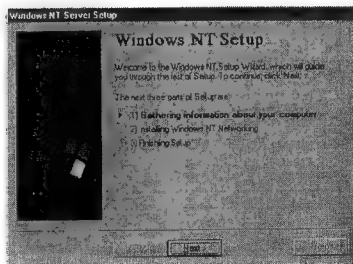 Windows NT Server Setup
Windows NT Setup
Welcome to the Windows NT Setup Wizard, which will guide
you through the rest of Setup. To continue, click Next.
The next three parts of Setup are:
1) Gathering information about your computer
2) Installing Windows NT Networking
3) Finishing Setup
Next